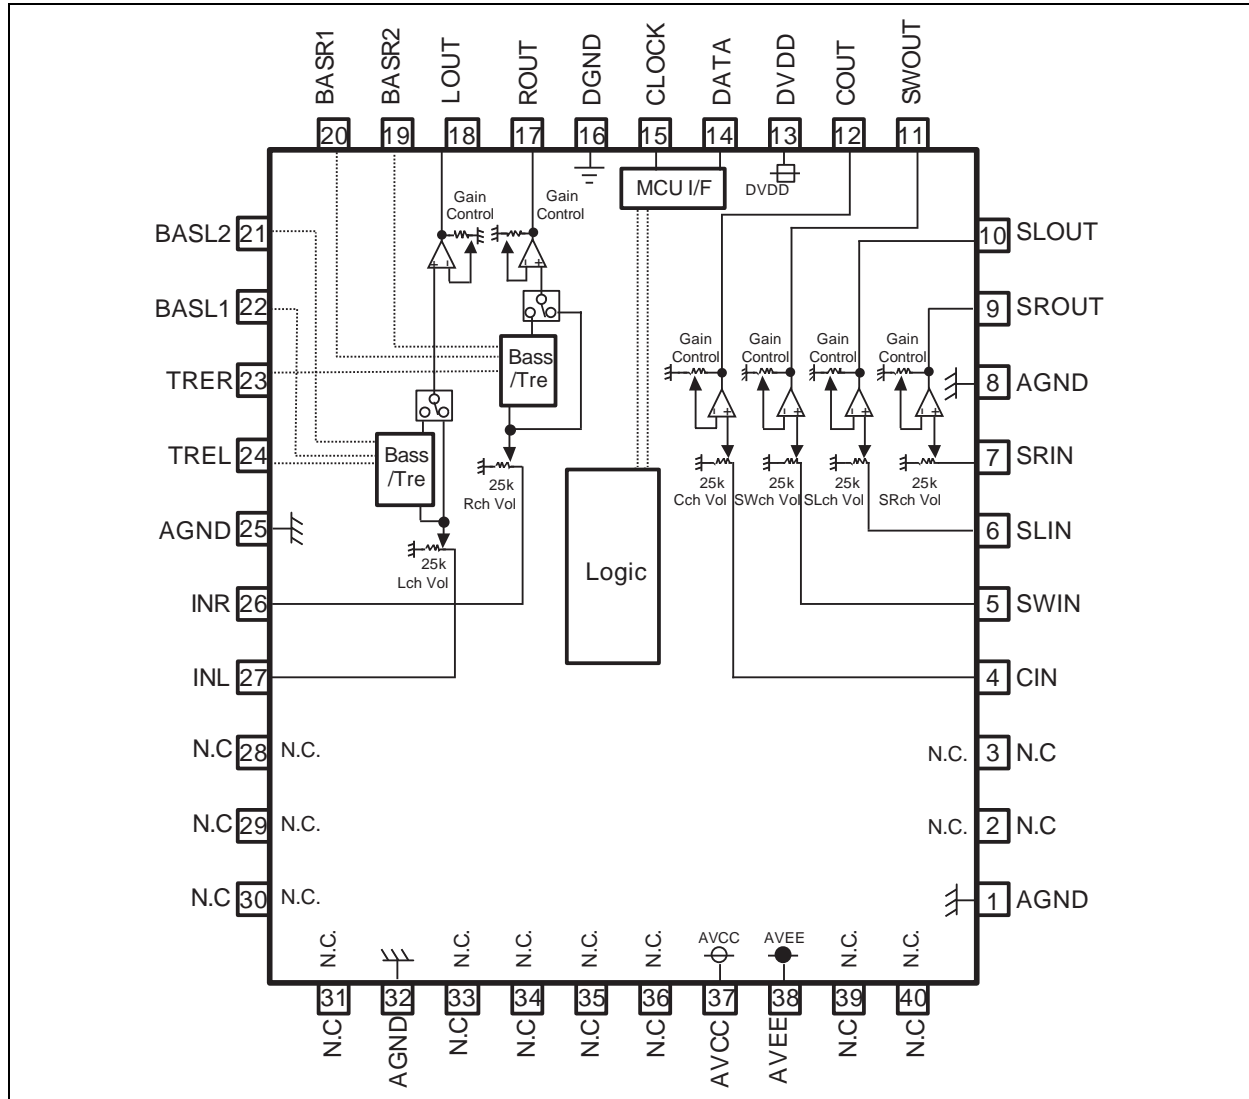 BASR1
BASR2
LOUT
ROUT
DGND
CLOCK
DATA
DVDD
COUT
SWOUT
20
19
18
17
16
15
14
13
12
11
MCU I/F
DVDD
Gain
Control
Gain
Control
BASL2 21
BASL1 22
TRER 23
TREL 24
AGND 25
INR 26
INL 27
N.C 28 N.C.
N.C 29 N.C.
N.C 30 N.C.
+ -
- +
Bass
/Tre
Bass
/Tre
25k
Rch Vol
25k
Lch Vol
Logic
Gain
Control
Gain
Control
Gain
Control
Gain
Control
- +
- +
- +
- +
25k
Cch Vol
25k
SWch Vol
25k
SLch Vol
25k
SRch Vol
10 SLOUT
9 SROUT
8 AGND
7 SRIN
6 SLIN
5 SWIN
4 CIN
N.C. 3 N.C
N.C. 2 N.C
1 AGND
N.C.
N.C.
N.C.
N.C.
N.C.
AVCC
AVEE
N.C.
N.C.
31
32
33
34
35
36
37
38
39
40
N.C
AGND
N.C
N.C
N.C
N.C
AVCC
AVEE
N.C
N.C